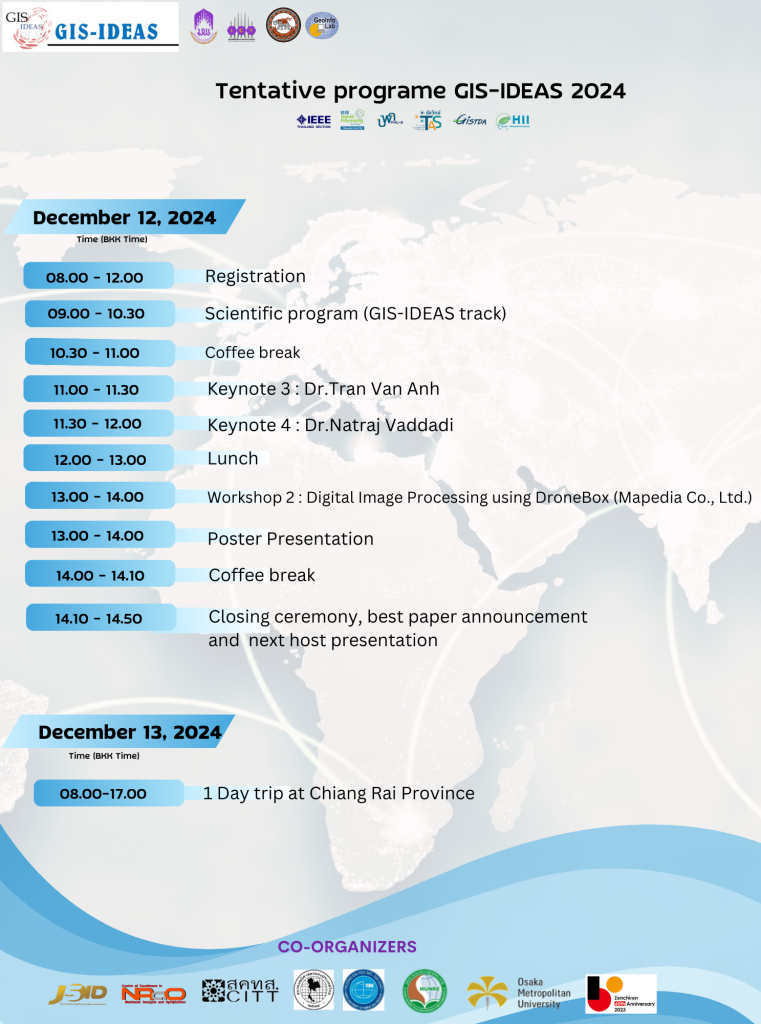 GIS
IDEAS
GIS-IDEAS
GeoInfo
Lab
Tentative programe GIS-IDEAS 2024
IEEE
THAILAND SECTION
IEEE
Signal
Processing
TAS
GISTDA
HII
December 12, 2024
Time (BKK Time)
08.00 - 12.00 Registration
09.00 - 10.30 Scientific program (GIS-IDEAS track)
10.30 - 11.00 Coffee break
11.00 - 11.30 Keynote 3 : Dr.Tran Van Anh
11.30 - 12.00 Keynote 4 : Dr.Natraj Vaddadi
12.00 - 13.00 Lunch
13.00 - 14.00 Workshop 2 : Digital Image Processing using DroneBox (Mapedia Co., Ltd.)
13.00 - 14.00 Poster Presentation
14.00 - 14.10 Coffee break
14.10 - 14.50 Closing ceremony, best paper announcement
and next host presentation
December 13, 2024
Time (BKK Time)
08.00-17.00 1 Day trip at Chiang Rai Province
CO-ORGANIZERS
สคทส.
CITT
HUNRE
Osaka
Metropolitan
University
Zenchiren
60th Anniversary
2023